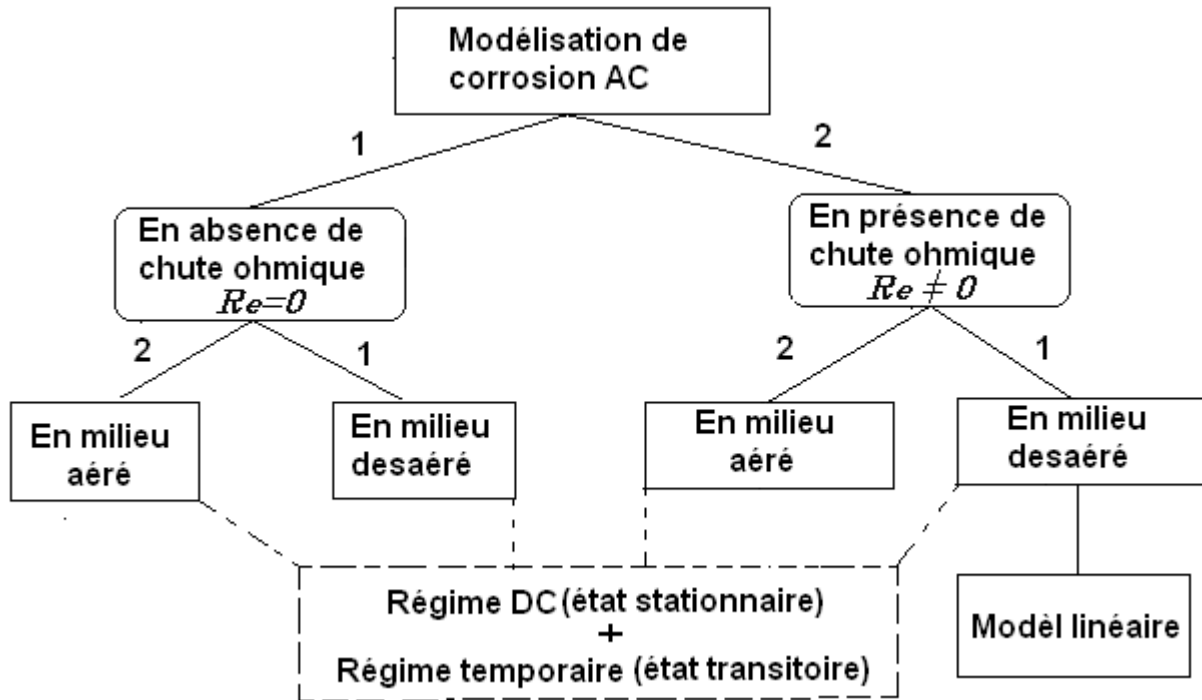 Modélisation de
corrosion AC
1
2
En absence de
chute ohmique
Re=0
En présence de
chute ohmique
Re ≠ 0
2
1
2
1
En milieu
aéré
En milieu
desaéré
En milieu
aéré
En milieu
desaéré
Régime DC (état stationnaire)
+
Régime temporaire (état transitoire)
Modèl linéaire